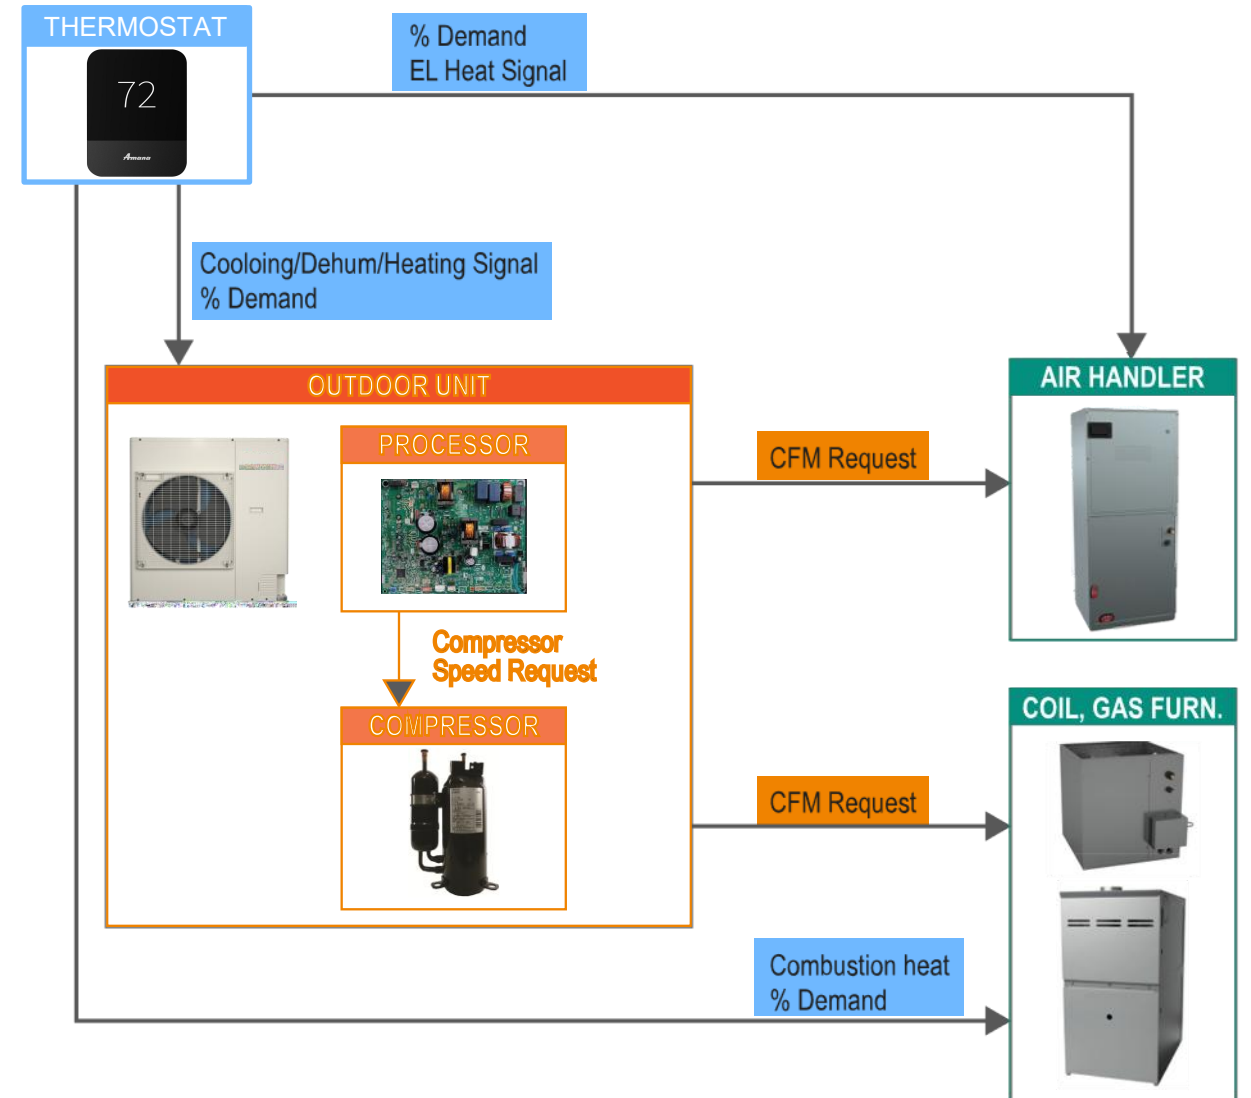 THERMOSTAT
72
Amana
% Demand
EL Heat Signal
Cooloing/Dehum/Heating Signal
% Demand
OUTDOOR UNIT
PROCESSOR
Compressor
Speed Request
COMPRESSOR
CFM Request
AIR HANDLER
CFM Request
COIL, GAS FURN.
Combustion heat
% Demand